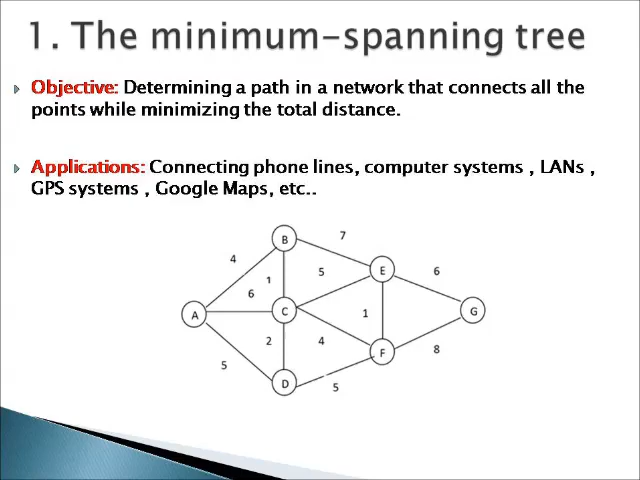 1. The minimum-spanning tree
Objective: Determining a path in a network that connects all the
points while minimizing the total distance.
Applications: Connecting phone lines, computer systems , LANs ,
GPS systems , Google Maps, etc..
B
7
4
E
5
6
1
6
A
C
1
G
2
4
F
8
5
D
5